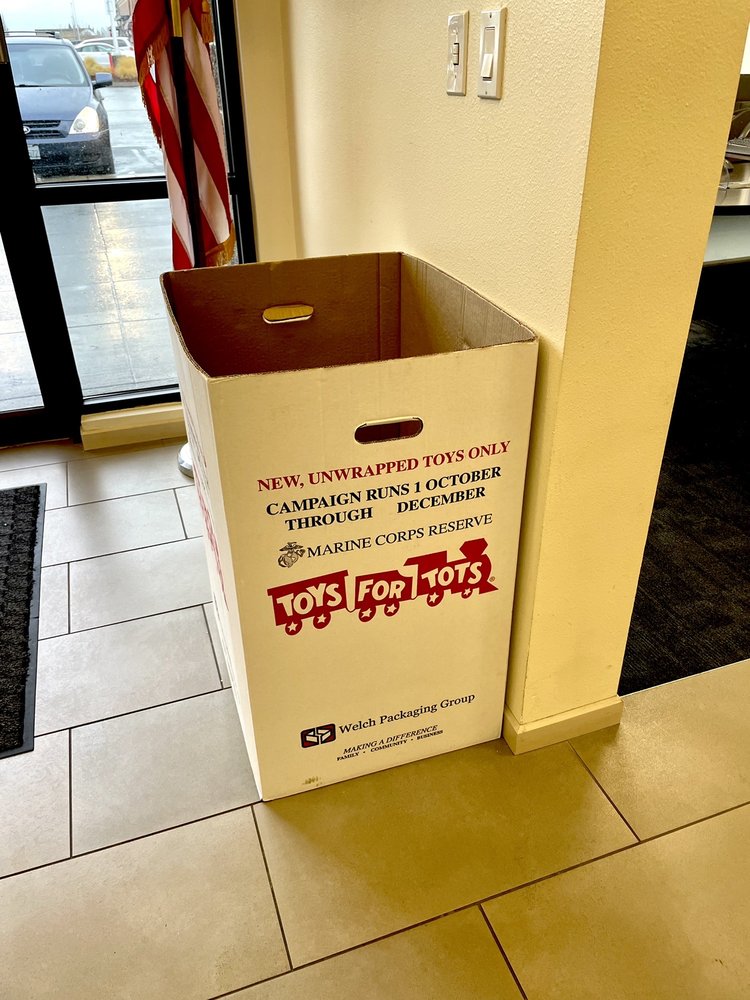 NEW, UNWRAPPED TOYS ONLY
CAMPAIGN RUNS 1 OCTOBER
THROUGH DECEMBER
MARINE CORPS RESERVE
TOYS FOR TOTS®
Welch Packaging Group
MAKING A DIFFERENCE
FAMILY • COMMUNITY • BUSINESS